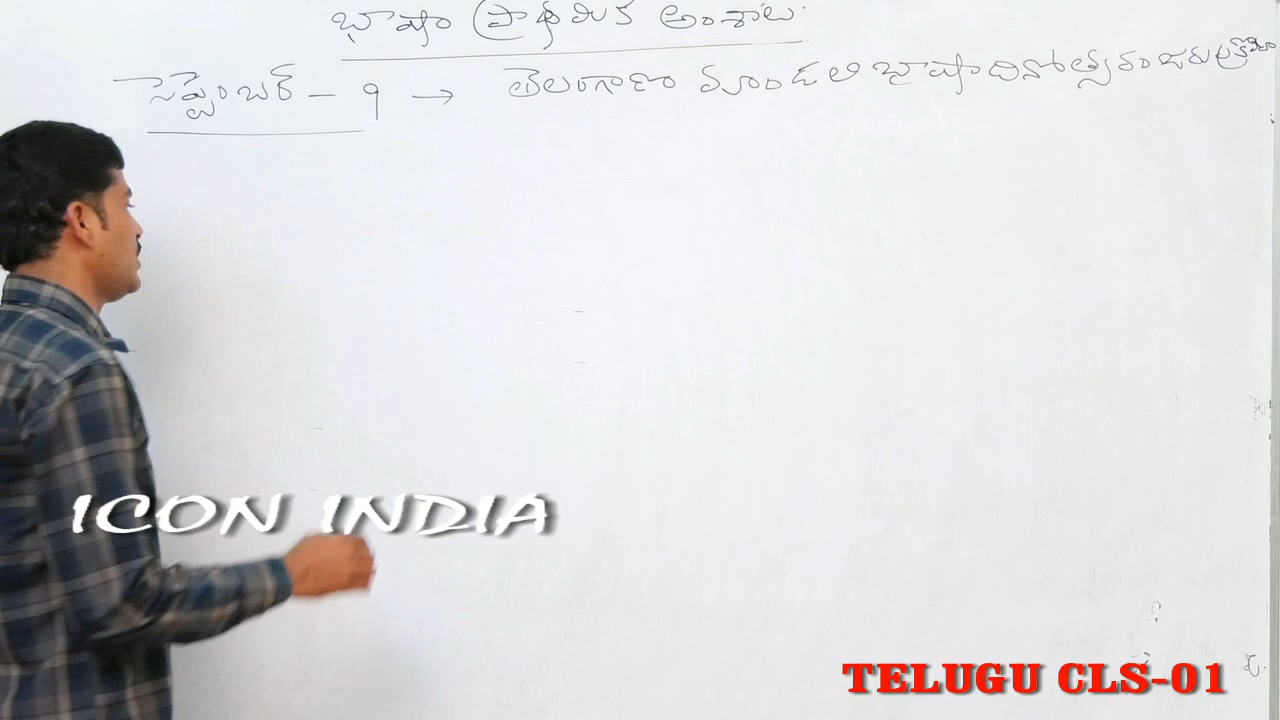 భాషా ప్రాథమిక అంశాలు
సెప్టెంబర్ - 9 → తెలంగాణా మాండలి భాషా దినోత్సవం జరుపు
ICON INDIA
TELUGU CLS-01